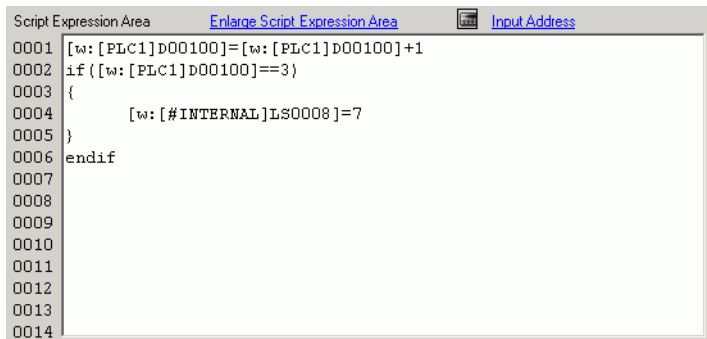 Script Expression Area Enlarge Script Expression Area Input Address
0001 [w:[PLC1]D00100]=[w:[PLC1]D00100]+1
0002 if([w:[PLC1]D00100]==3)
0003 {
0004 [w:[#INTERNAL]LS0008]=7
0005 }
0006 endif
0007
0008
0009
0010
0011
0012
0013
0014